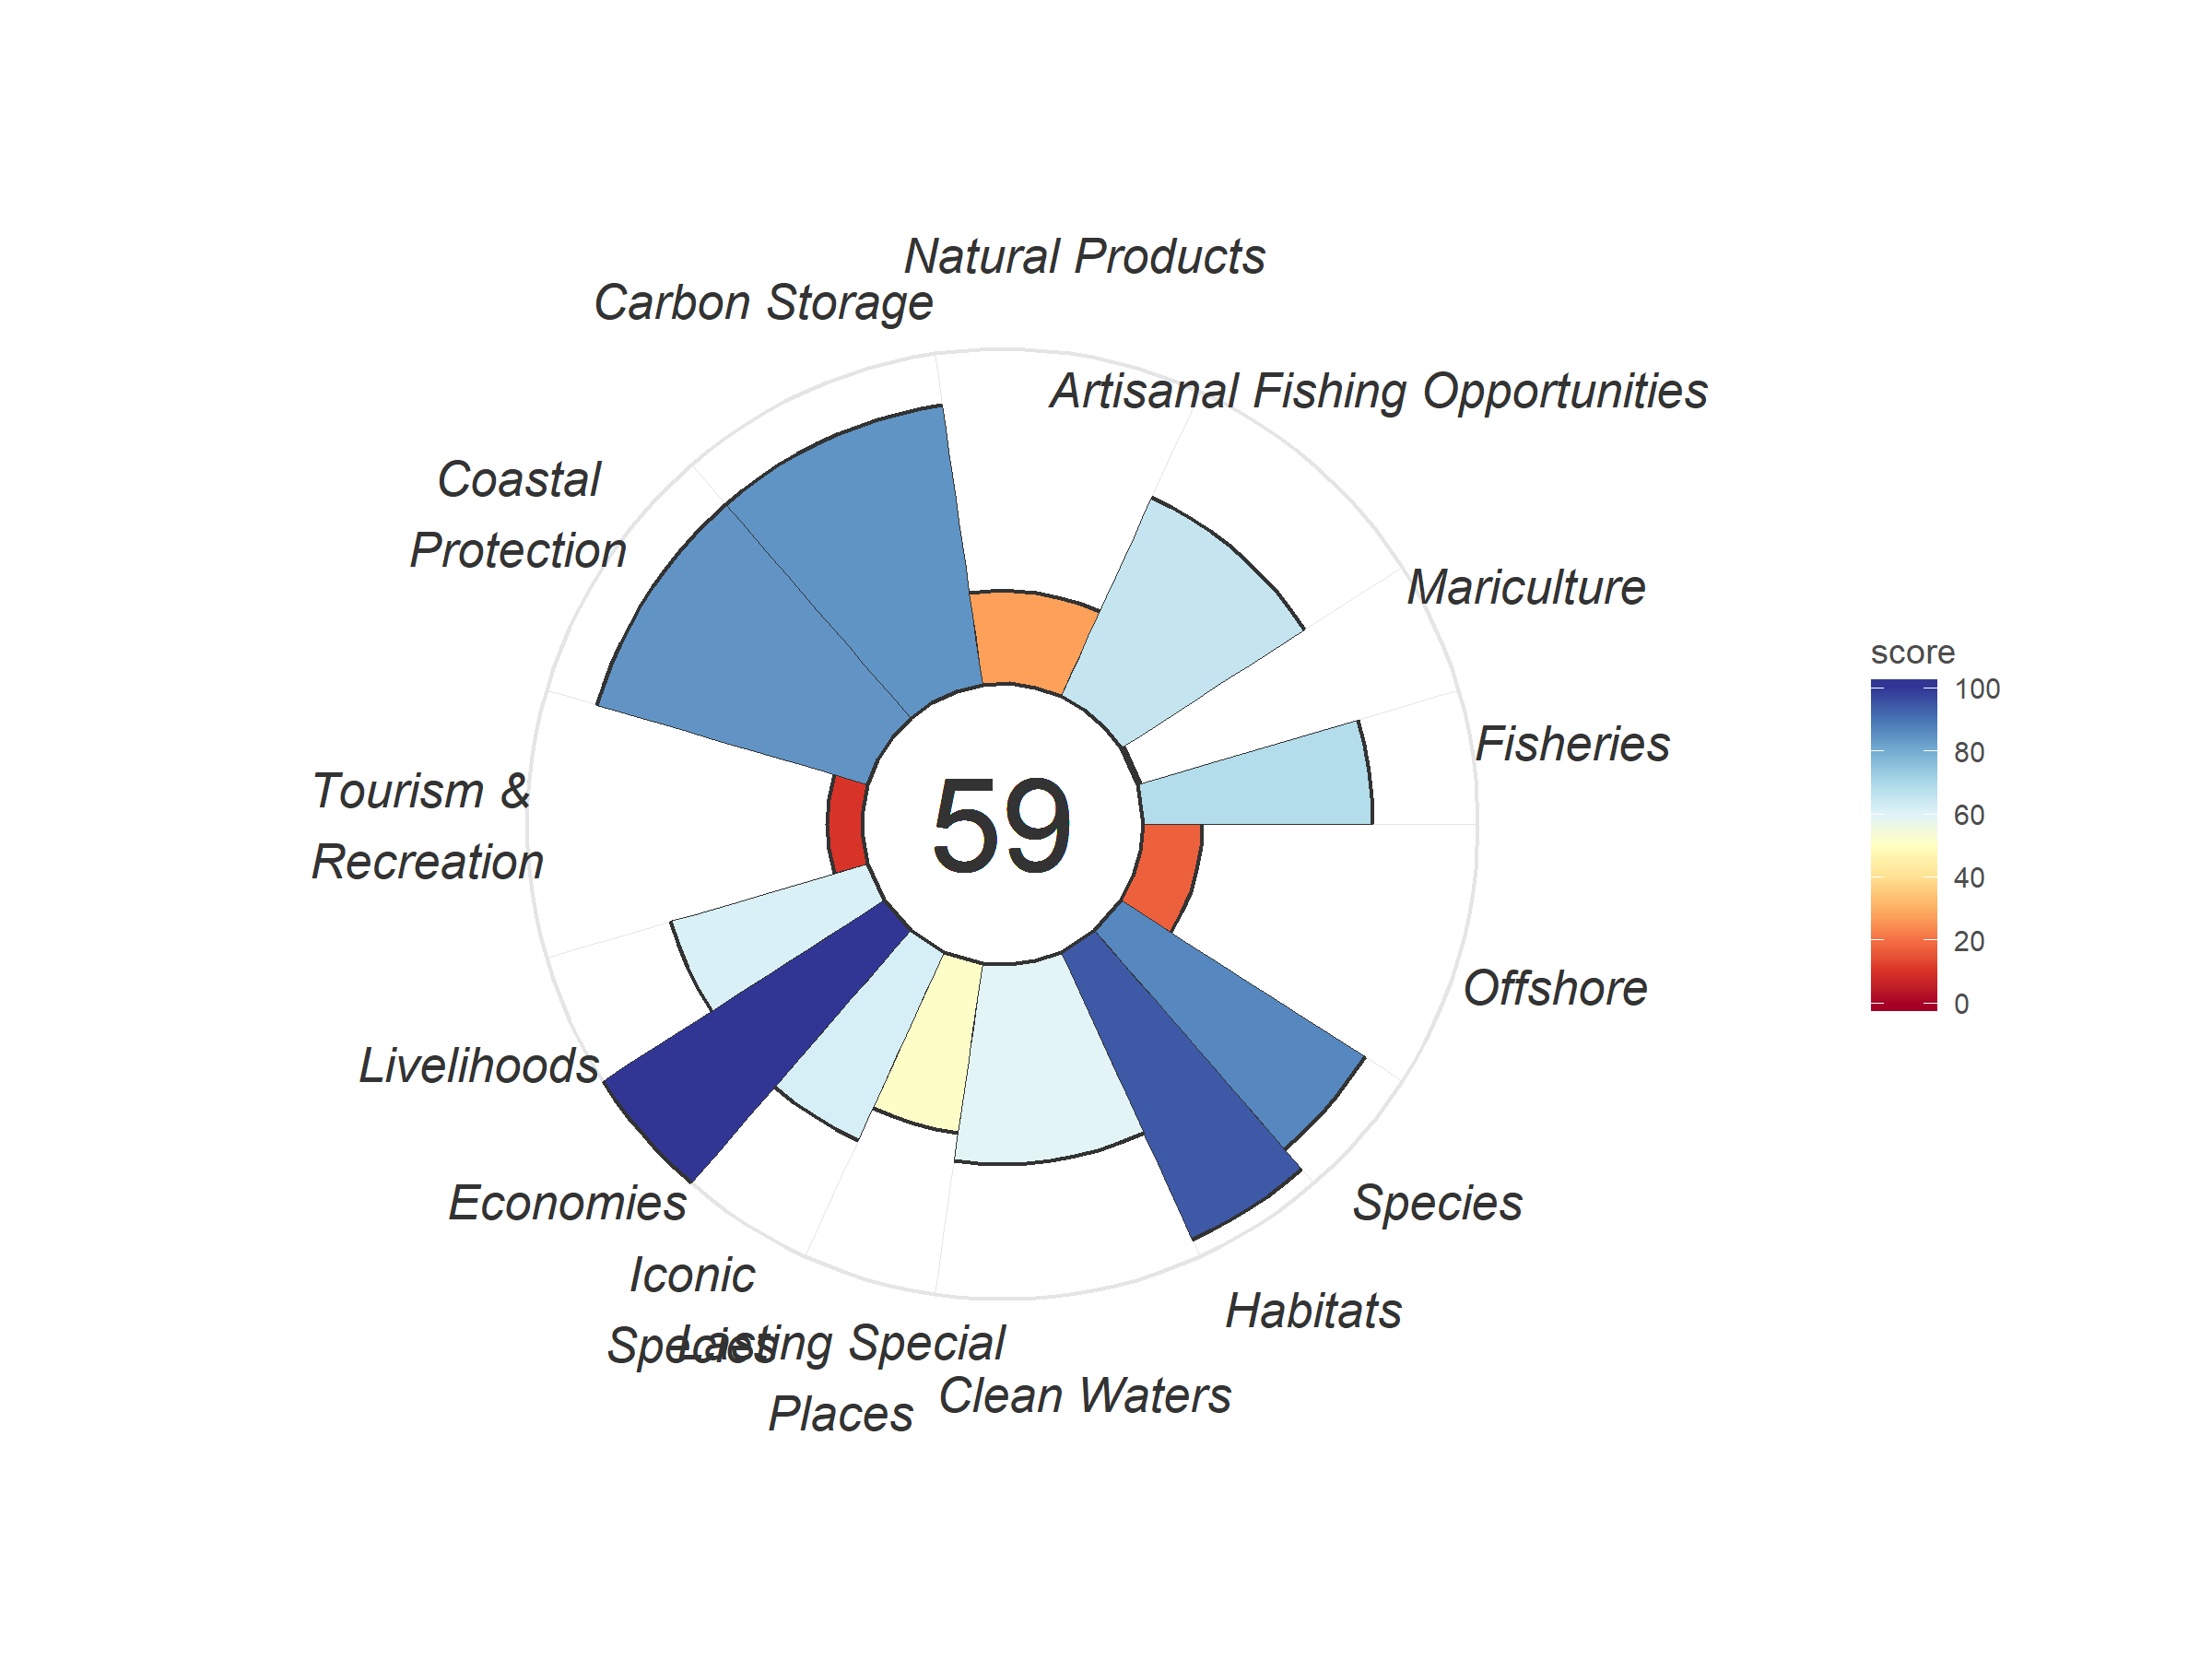 Natural Products
Carbon Storage
Artisanal Fishing Opportunities
Coastal
Protection
Mariculture
Fisheries
Tourism &
Recreation
59
Offshore
Livelihoods
Species
Economies
Iconic
Species
Habitats
Lasting Special
Places
Clean Waters
score
100
80
60
40
20
0